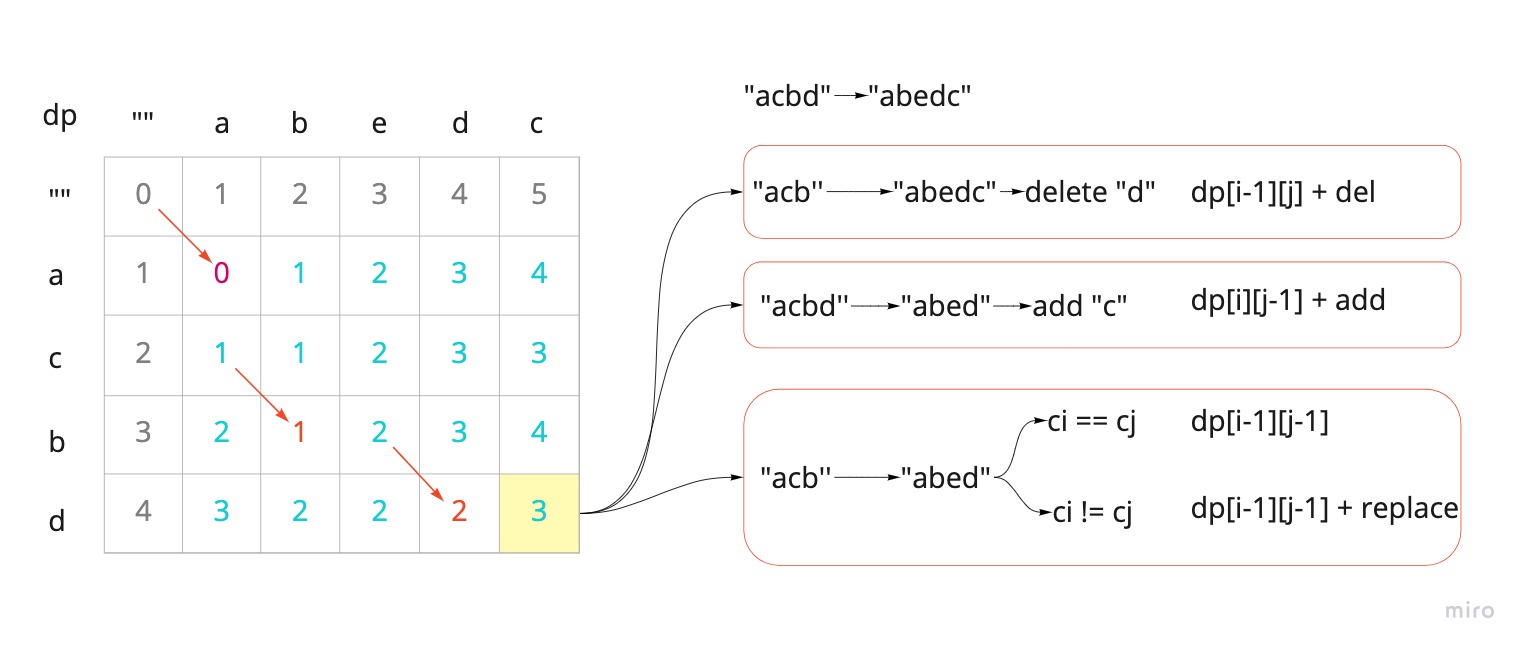 "acbd" "abedc"
dp "" a b e d c
"" 0 1 2 3 4 5
"acb'' "abedc" delete "d" dp[i-1][j] + del
a 1 0 1 2 3 4
"acbd'' "abed" add "c" dp[i][j-1] + add
c 2 1 1 2 3 3
b 3 2 1 2 3 4
ci == cj dp[i-1][j-1]
"acb'' "abed"
d 4 3 2 2 2 3
ci != cj dp[i-1][j-1] + replace
miro